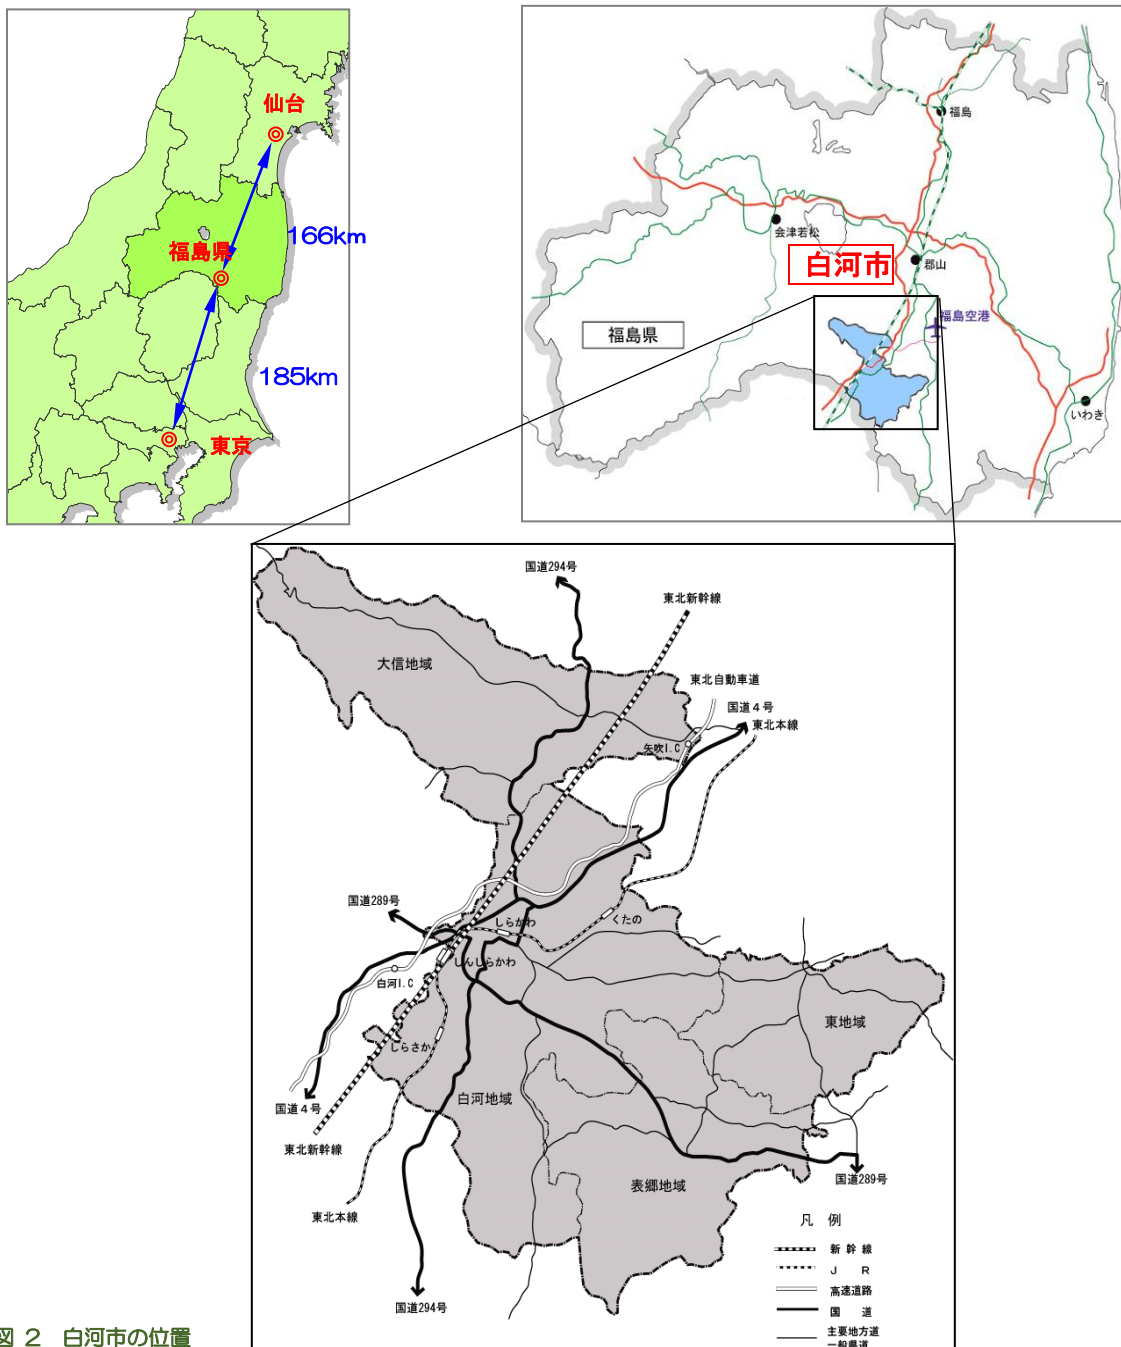 仙台
福島県
166km
185km
東京
福島
会津若松
白河市
郡山
福島空港
福島県
いわき
国道294号
東北新幹線
大信地域
東北自動車道
国道４号
東北本線
矢吹I.C
国道289号
しらかわ
くたの
しんしらかわ
白河I.C
東地域
しらさか
白河地域
国道４号
東北新幹線
表郷地域
国道289号
東北本線
国道294号
凡 例
新 幹 線
Ｊ Ｒ
高速道路
国 道
主要地方道
一般県道
図 2 白河市の位置